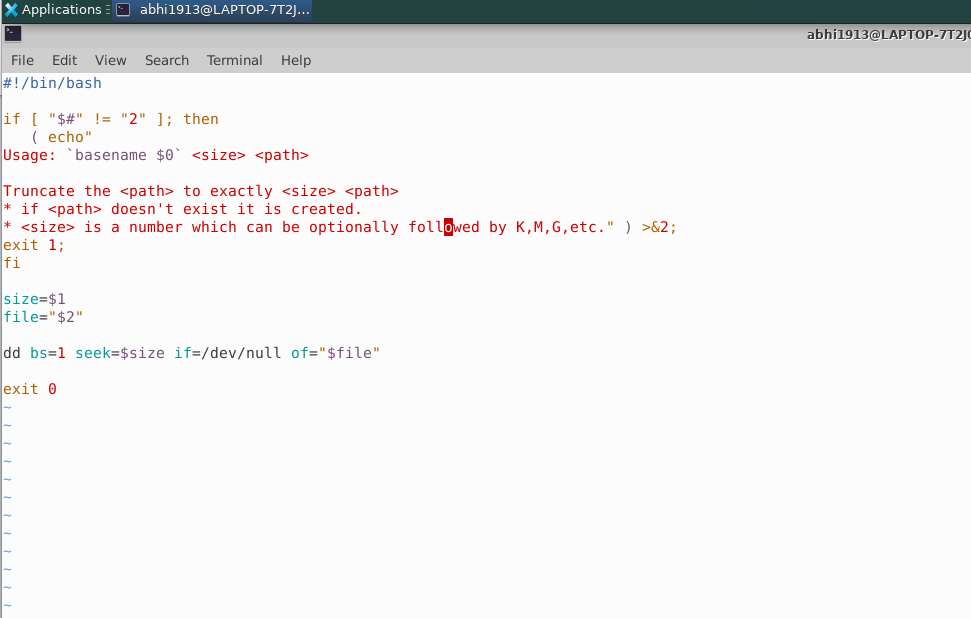 Applications
abhi1913@LAPTOP-7T2J...
abhi1913@LAPTOP-7T2J
File Edit View Search Terminal Help
#!/bin/bash
if [ "$#" != "2" ]; then
( echo"
Usage: `basename $0` <size> <path>
Truncate the <path> to exactly <size> <path>
* if <path> doesn't exist it is created.
* <size> is a number which can be optionally followed by K,M,G,etc." ) >&2;
exit 1;
fi
size=$1
file="$2"
dd bs=1 seek=$size if=/dev/null of="$file"
exit 0
~
~
~
~
~
~
~
~
~
~
~
~